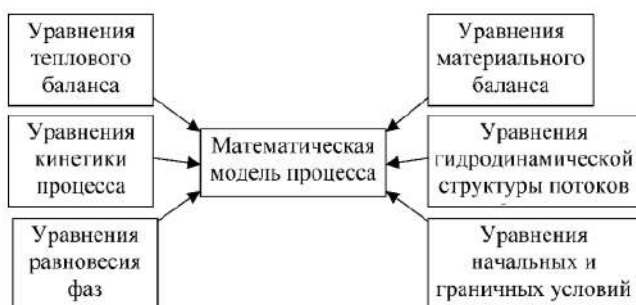 Уравнения
теплового
баланса
Уравнения
материального
баланса
Уравнения
кинетики
процесса
Математическая
модель процесса
Уравнения
гидродинамической
структуры потоков
Уравнения
равновесия
фаз
Уравнения
начальных и
граничных условий